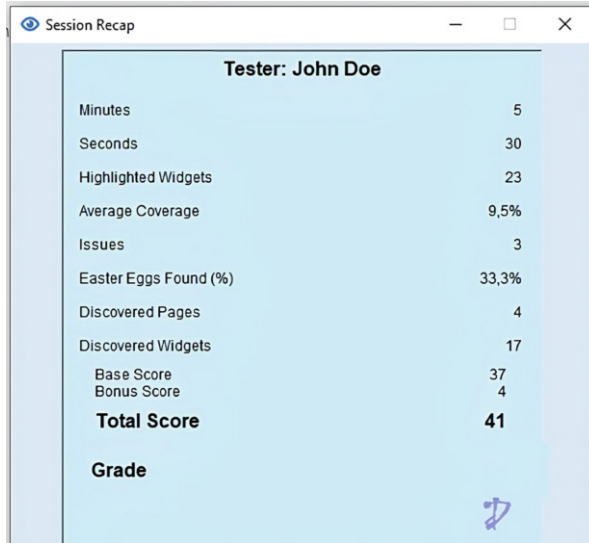 Session Recap
Tester: John Doe
Minutes 5
Seconds 30
Highlighted Widgets 23
Average Coverage 9,5%
Issues 3
Easter Eggs Found (%) 33,3%
Discovered Pages 4
Discovered Widgets 17
Base Score 37
Bonus Score 4
Total Score 41
Grade
D